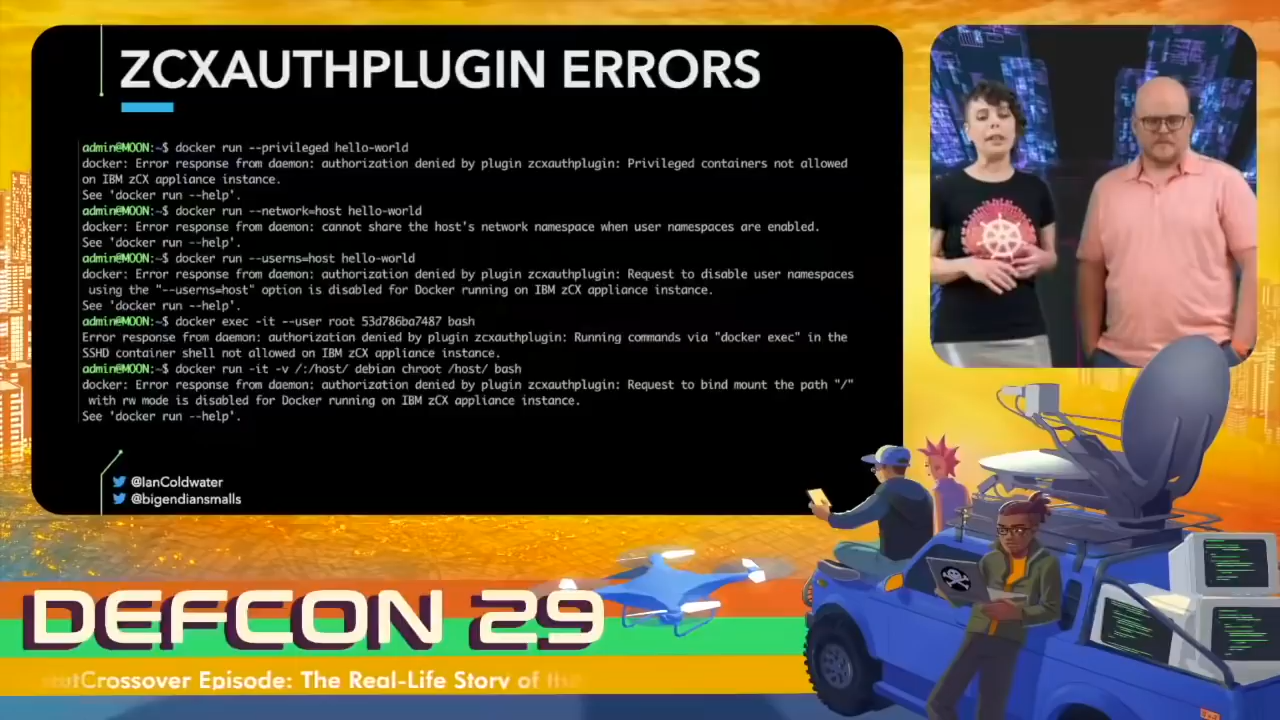 ZCXAUTHPLUGIN ERRORS
admin@MOON:~$ docker run --privileged hello-world
docker: Error response from daemon: authorization denied by plugin zcxauthplugin: Privileged containers not allowed
on IBM zCX appliance instance.
See 'docker run --help'.
admin@MOON:~$ docker run --network=host hello-world
docker: Error response from daemon: cannot share the host's network namespace when user namespaces are enabled.
See 'docker run --help'.
admin@MOON:~$ docker run --userns=host hello-world
docker: Error response from daemon: authorization denied by plugin zcxauthplugin: Request to disable user namespaces
using the "--userns=host" option is disabled for Docker running on IBM zCX appliance instance.
See 'docker run --help'.
admin@MOON:~$ docker exec -it --user root 53d786ba7487 bash
Error response from daemon: authorization denied by plugin zcxauthplugin: Running commands via "docker exec" in the
SSHD container shell not allowed on IBM zCX appliance instance.
admin@MOON:~$ docker run -it -v /:/host/ debian chroot /host/ bash
docker: Error response from daemon: authorization denied by plugin zcxauthplugin: Request to bind mount the path "/"
with rw mode is disabled for Docker running on IBM zCX appliance instance.
See 'docker run --help'.
@IanColdwater
@bigendiansmalls
DEFCON 29
Crossover Episode: The Real-Life Story of the